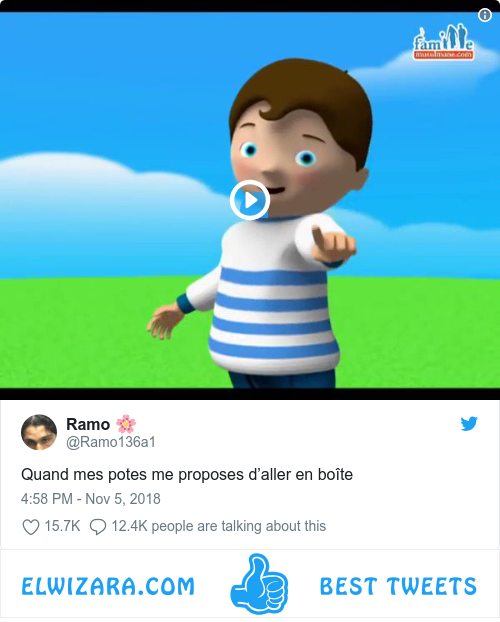 famille
musulmane.com
Ramo 🌸
@Ramo136a1
Quand mes potes me proposes d’aller en boîte
4:58 PM - Nov 5, 2018
15.7K 12.4K people are talking about this
ELWIZARA.COM BEST TWEETS